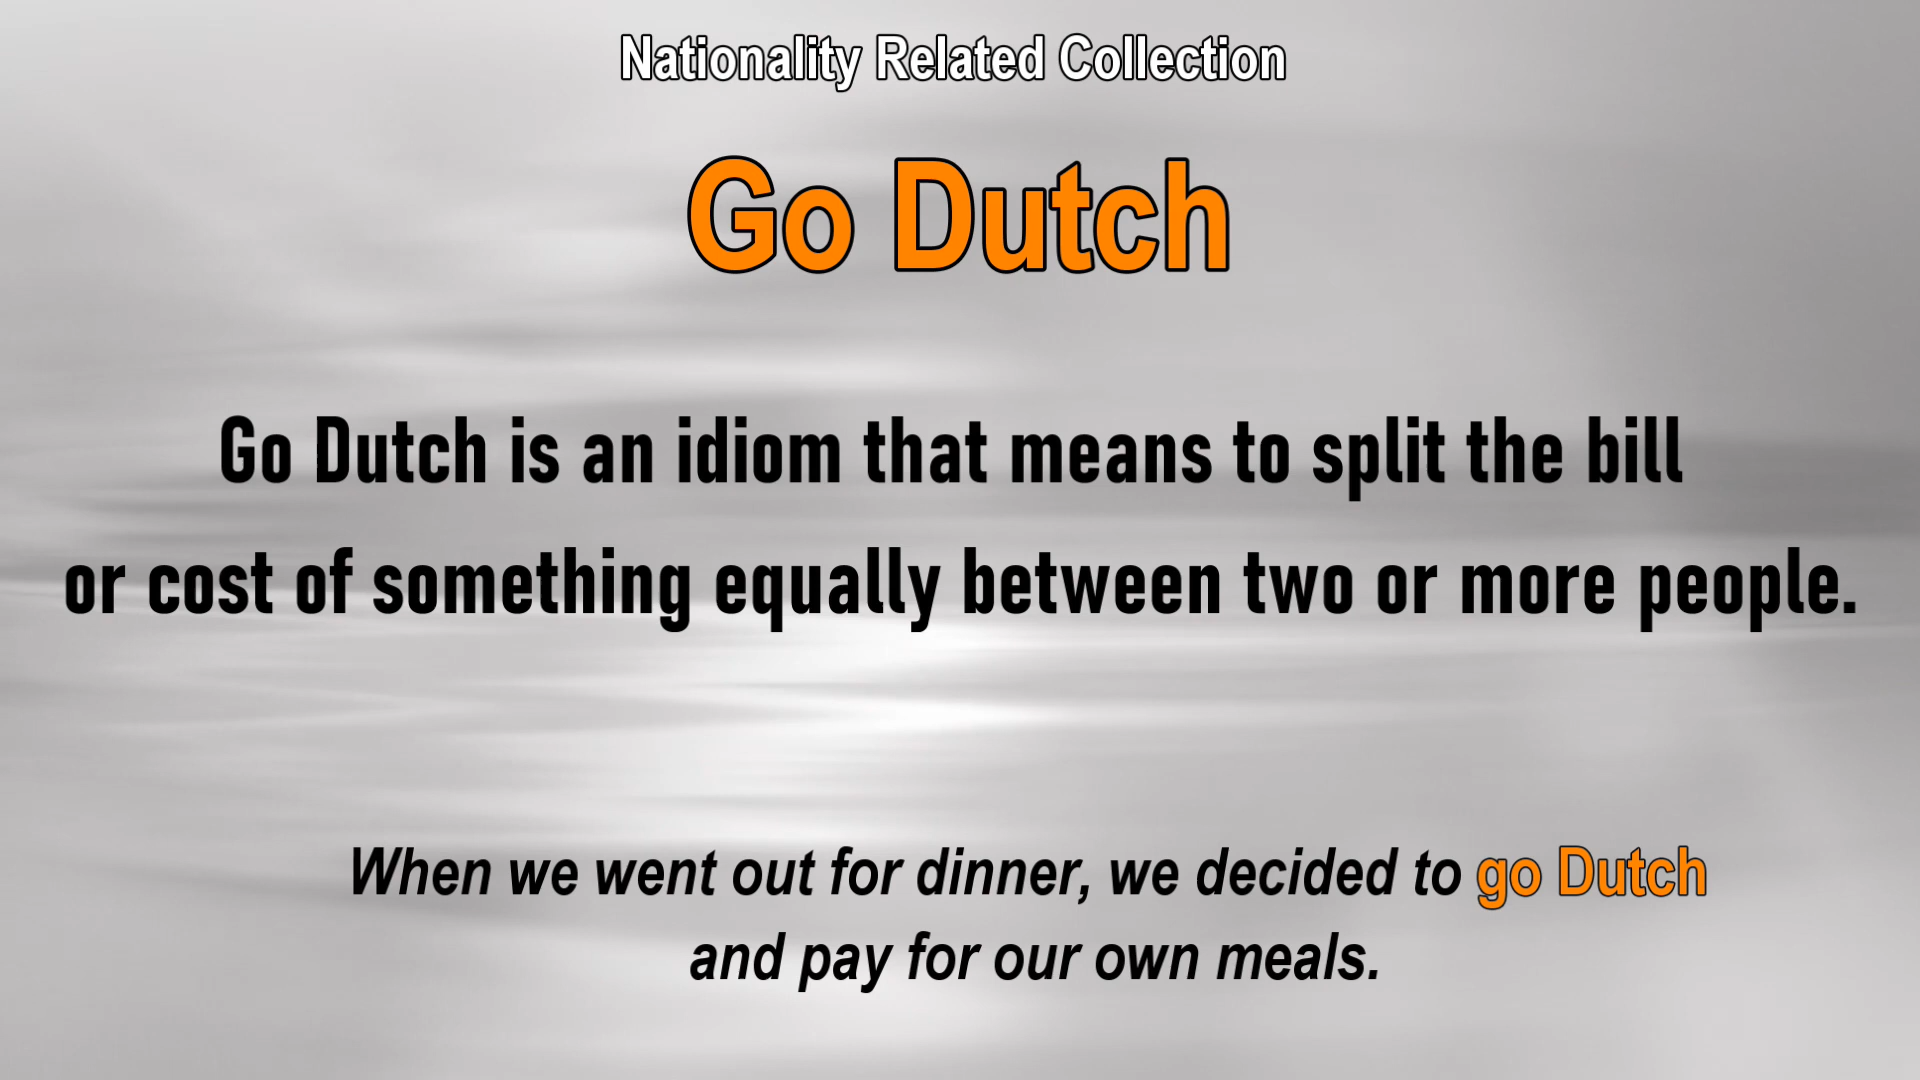 Nationality Related Collection
Go Dutch
Go Dutch is an idiom that means to split the bill
or cost of something equally between two or more people.
When we went out for dinner, we decided to go Dutch
and pay for our own meals.